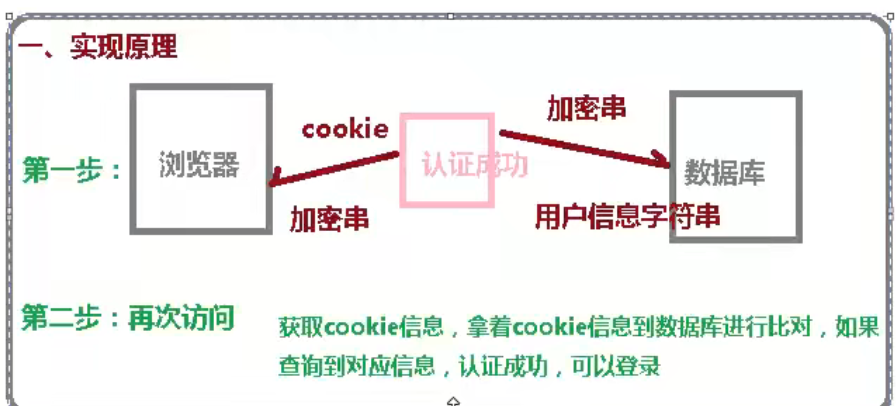 一、实现原理
cookie
加密串
第一步：
浏览器
认证成功
数据库
加密串
用户信息字符串
第二步：再次访问
获取cookie信息，拿着cookie信息到数据库进行比对，如果
查询到对应信息，认证成功，可以登录